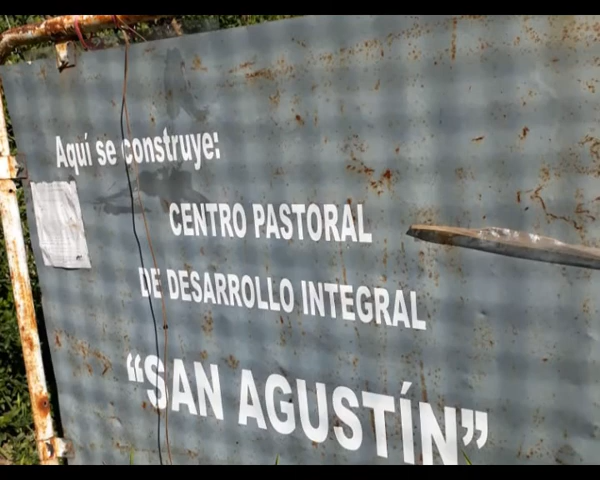 Aquí se construye:
CENTRO PASTORAL
DE DESARROLLO INTEGRAL
“SAN AGUSTÍN”